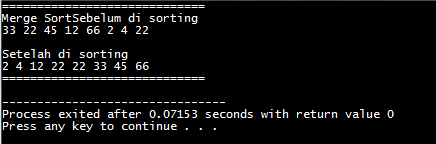 =============================
Merge SortSebelum di sorting
33 22 45 12 66 2 4 22
Setelah di sorting
2 4 12 22 22 33 45 66
=============================
--------------------------------
Process exited after 0.07153 seconds with return value 0
Press any key to continue . . .